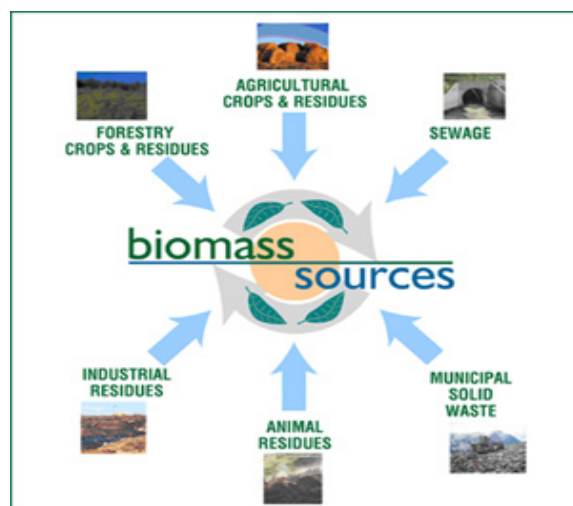 AGRICULTURAL
CROPS & RESIDUES
FORESTRY
CROPS & RESIDUES
SEWAGE
biomass
sources
INDUSTRIAL
RESIDUES
ANIMAL
RESIDUES
MUNICIPAL
SOLID
WASTE